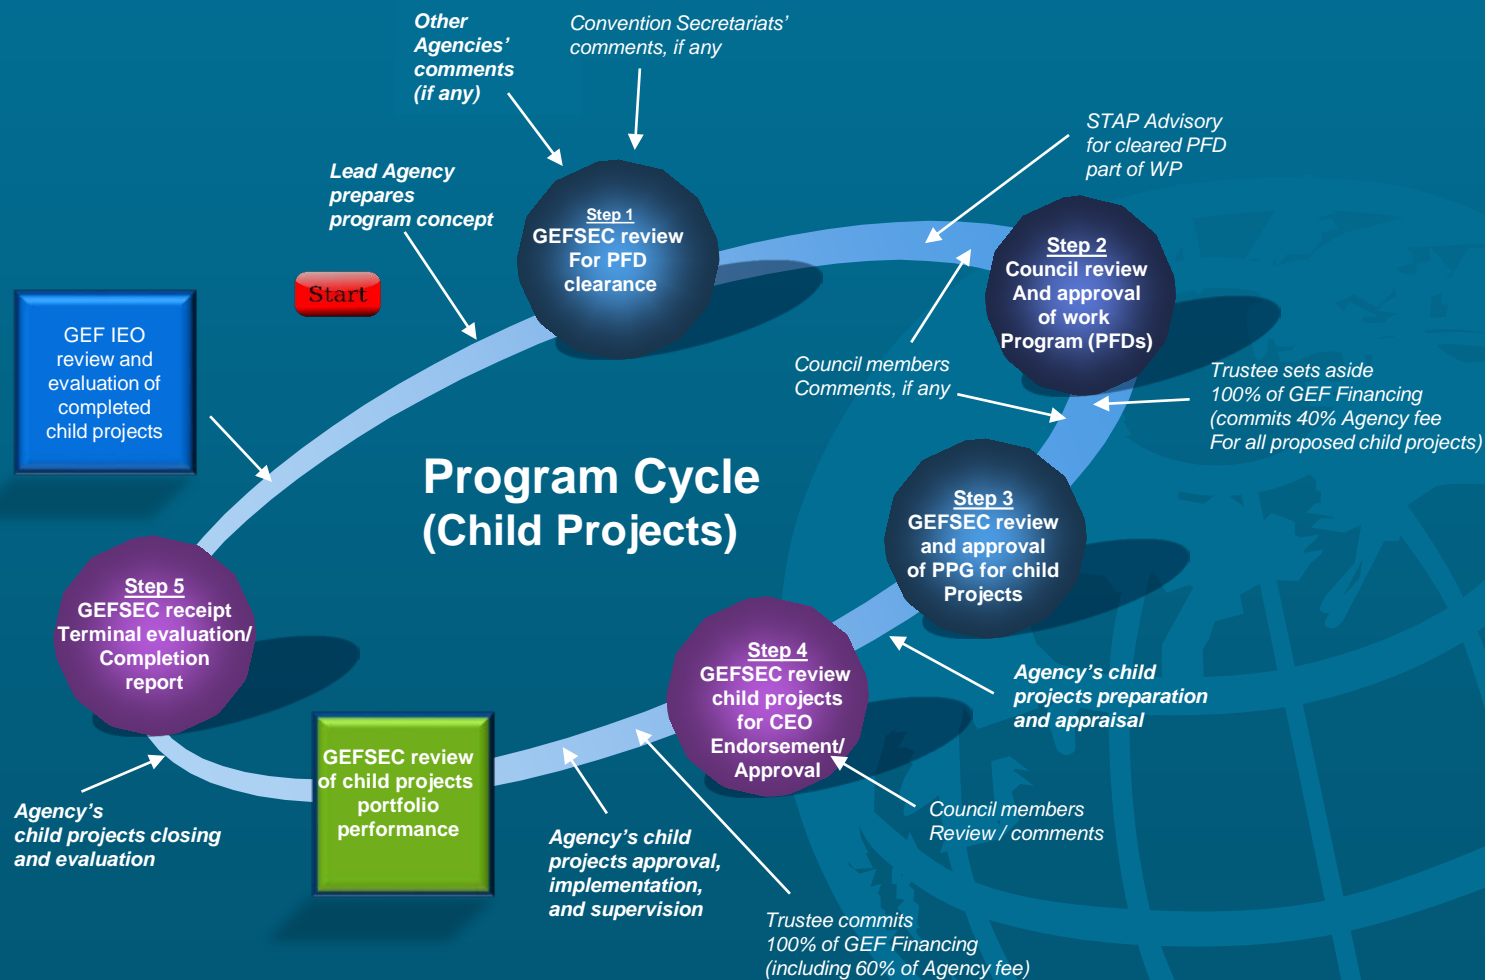 Other
Agencies'
comments
(if any)
Convention Secretariats'
comments, if any
STAP Advisory
for cleared PFD
part of WP
Lead Agency
prepares
program concept
Step 1
GEFSEC review
For PFD
clearance
Step 2
Council review
And approval
of work
Program (PFDs)
Start
GEF IEO
review and
evaluation of
completed
child projects
Council members
Comments, if any
Trustee sets aside
100% of GEF Financing
(commits 40% Agency fee
For all proposed child projects)
Program Cycle
(Child Projects)
Step 3
GEFSEC review
and approval
of PPG for child
Projects
Step 5
GEFSEC receipt
Terminal evaluation/
Completion
report
Step 4
GEFSEC review
child projects
for CEO
Endorsement/
Approval
Agency's child
projects preparation
and appraisal
GEFSEC review
of child projects
portfolio
performance
Agency's
child projects closing
and evaluation
Agency's child
projects approval,
implementation,
and supervision
Council members
Review / comments
Trustee commits
100% of GEF Financing
(including 60% of Agency fee)